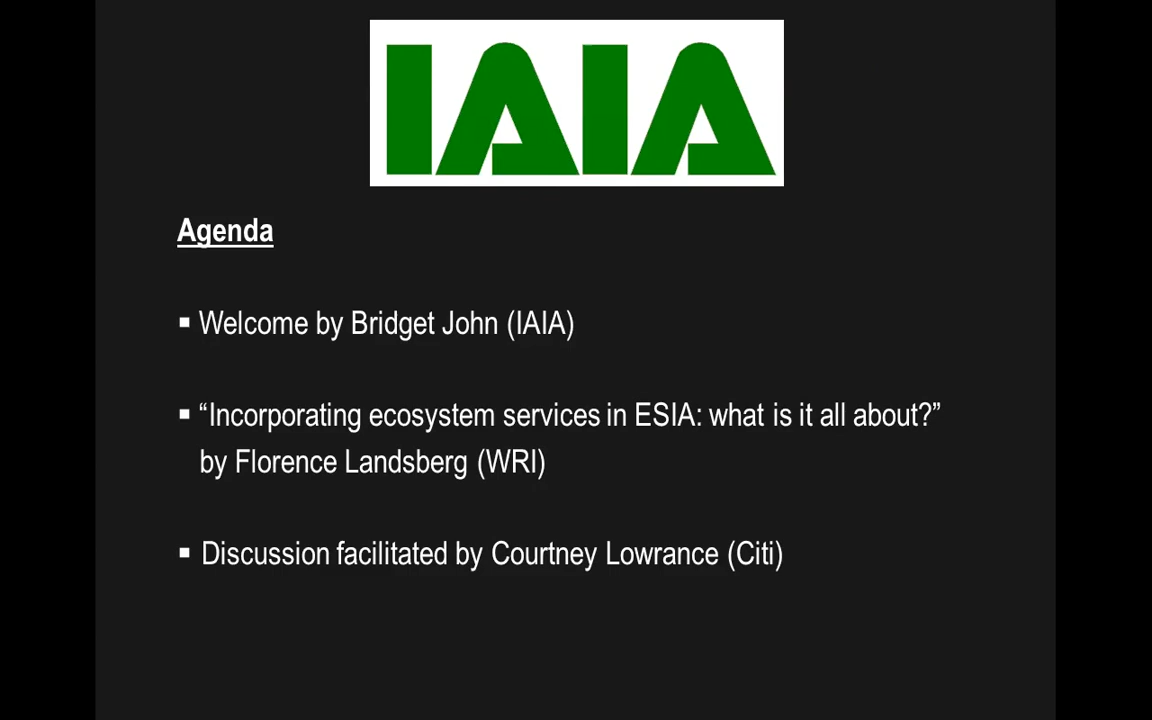 IAIA
Agenda
▪ Welcome by Bridget John (IAIA)
▪ “Incorporating ecosystem services in ESIA: what is it all about?”
by Florence Landsberg (WRI)
▪ Discussion facilitated by Courtney Lowrance (Citi)